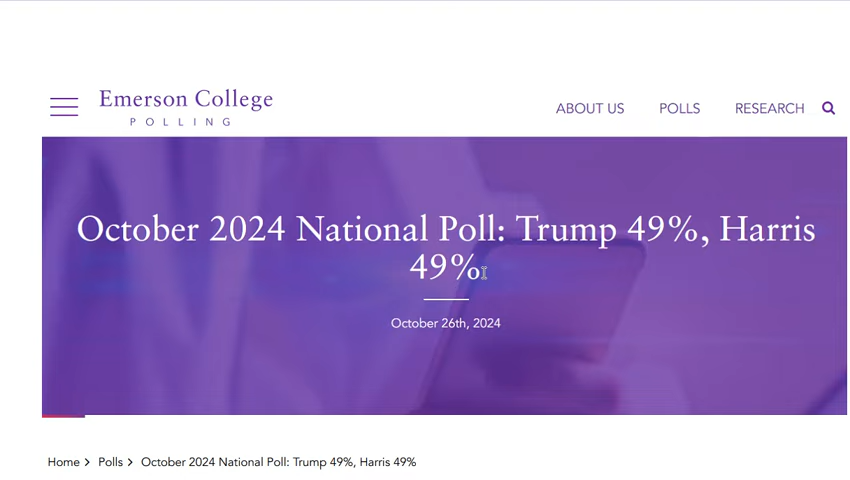 Emerson College
POLLING
ABOUT US POLLS RESEARCH
October 2024 National Poll: Trump 49%, Harris
49%
October 26th, 2024
Home Polls October 2024 National Poll: Trump 49%, Harris 49%